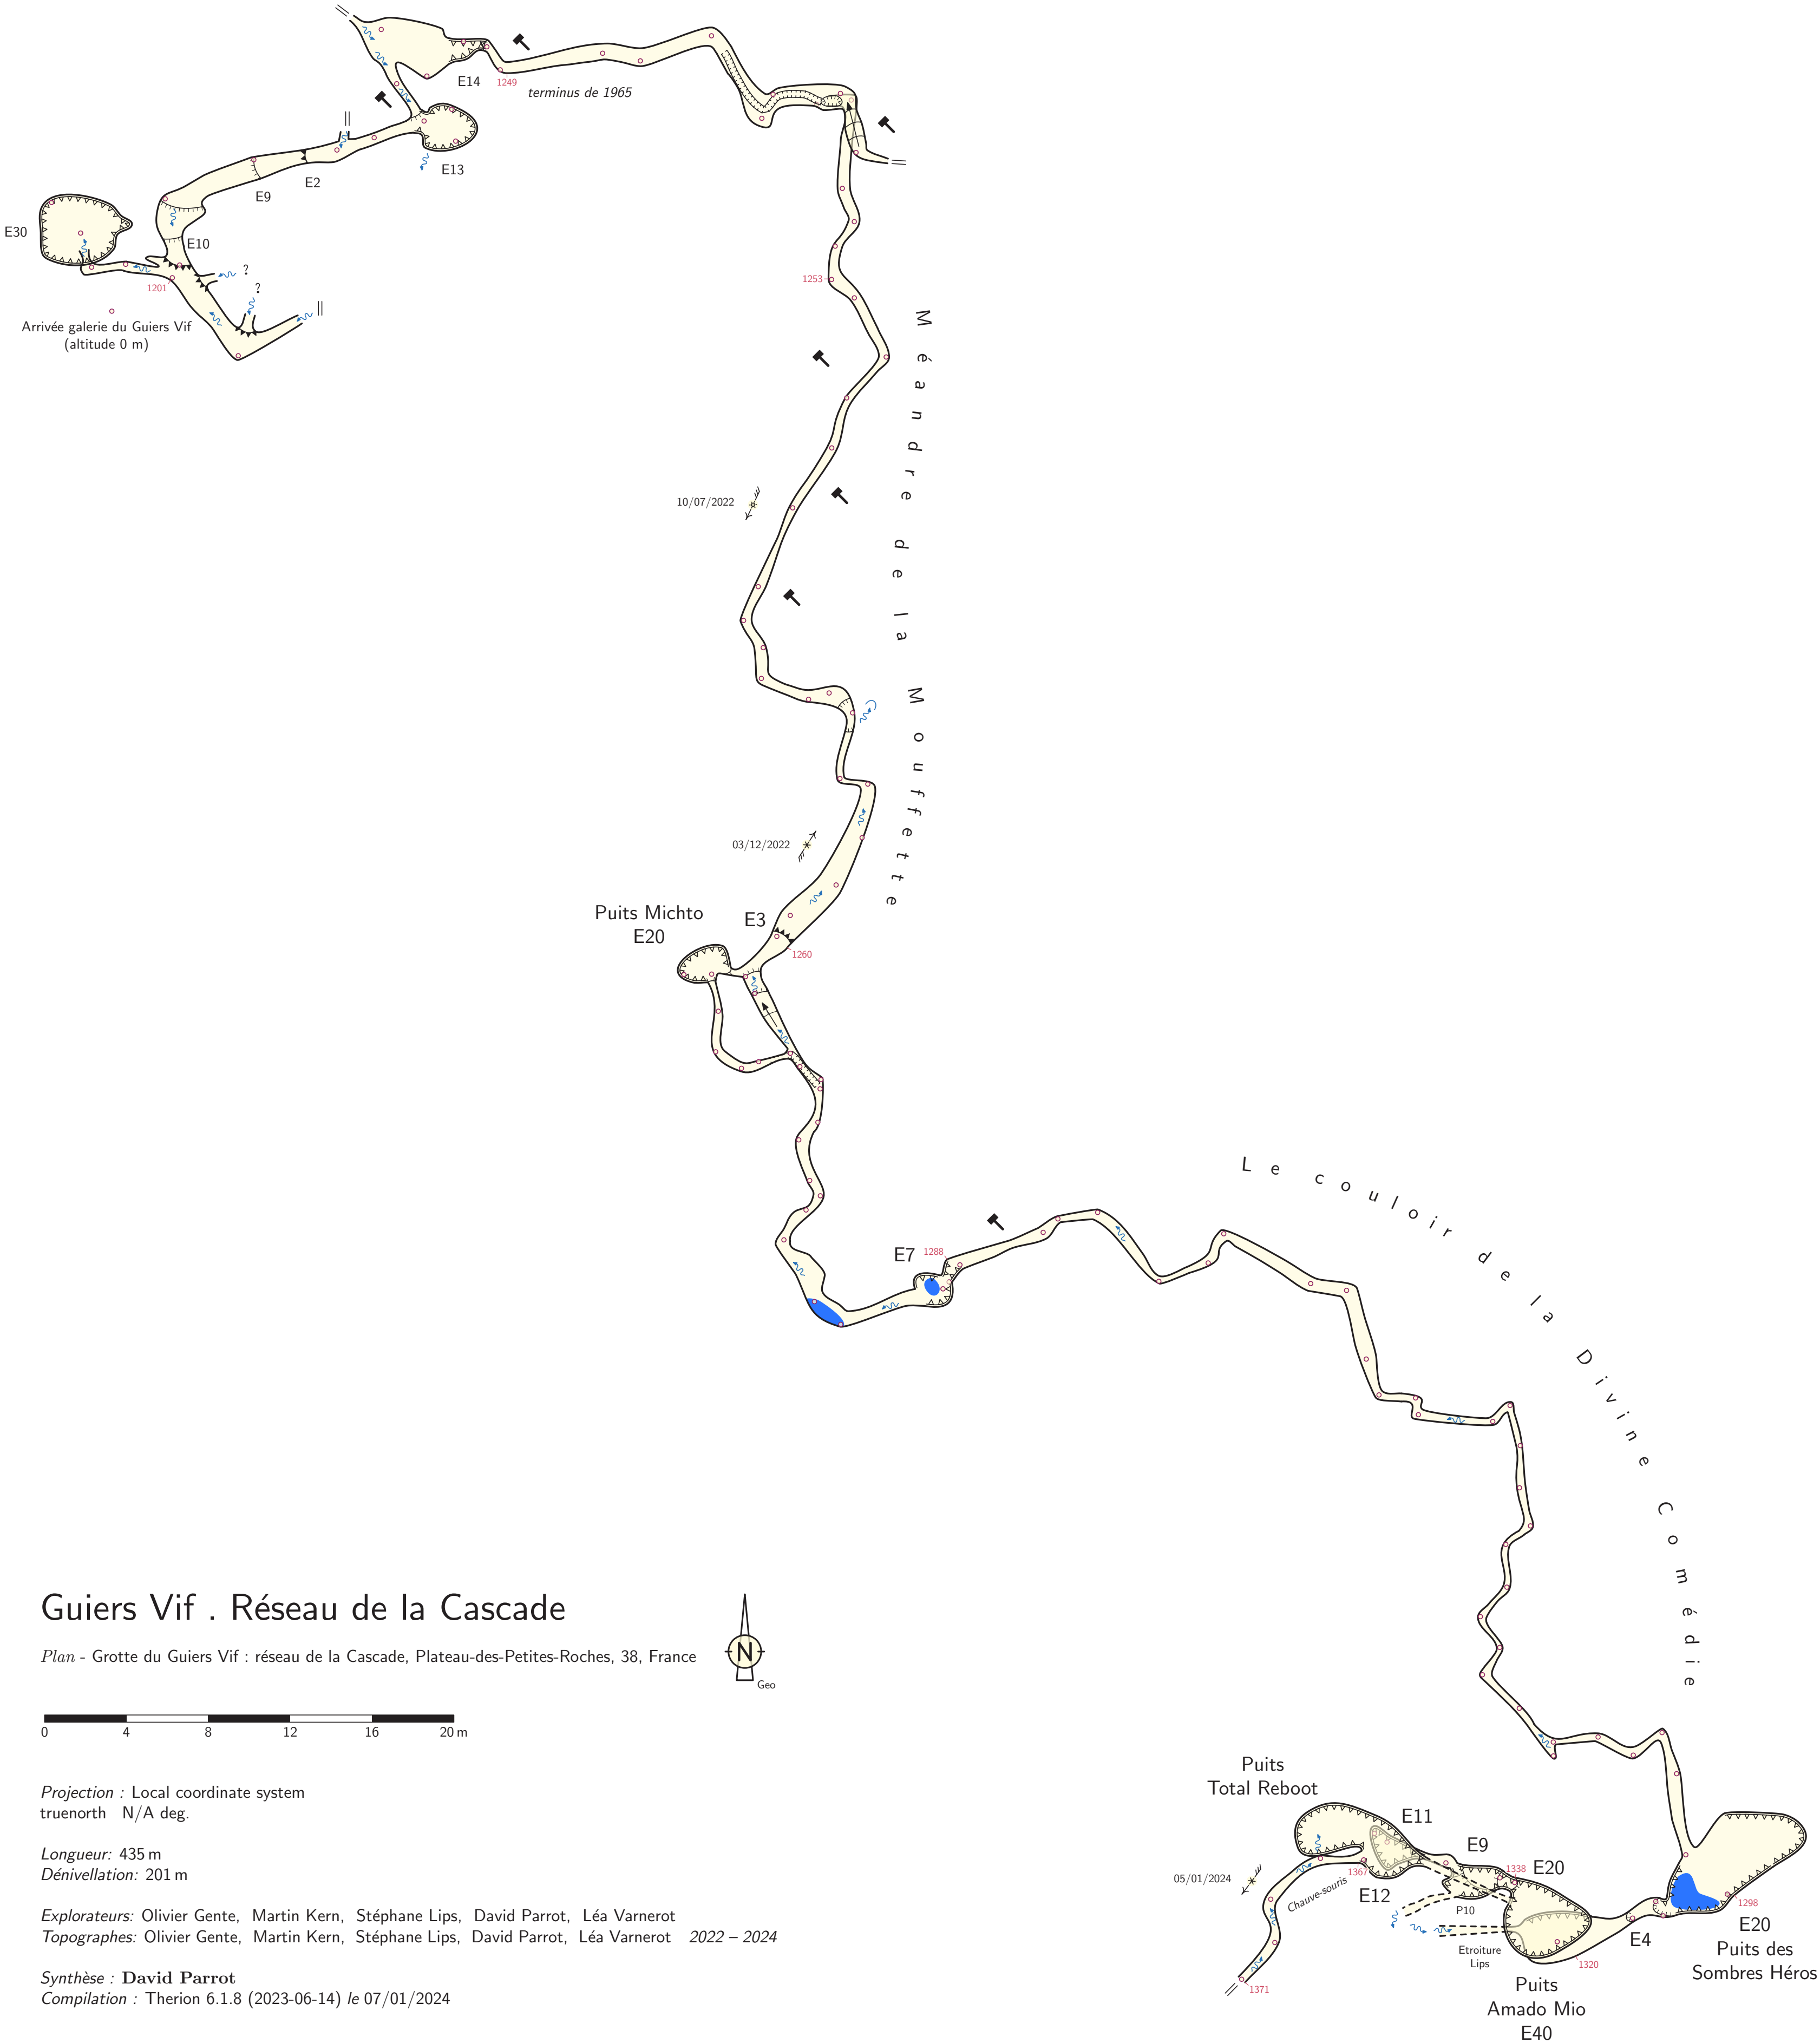 E14
1249
terminus de 1965
E13
E2
E9
E30
E10
?
1201
?
Arrivée galerie du Guiers Vif
(altitude 0 m)
1253
Méandre de la Mouffette
10/07/2022
03/12/2022
Puits Michto
E20
E3
1260
Le couloir de la Divine Comédie
E7
1288
Guiers Vif . Réseau de la Cascade
Plan - Grotte du Guiers Vif : réseau de la Cascade, Plateau-des-Petites-Roches, 38, France
N
Geo
0 4 8 12 16 20 m
Projection : Local coordinate system
truenorth N/A deg.
Longueur: 435 m
Dénivellation: 201 m
Explorateurs: Olivier Gente, Martin Kern, Stéphane Lips, David Parrot, Léa Varnerot
Topographes: Olivier Gente, Martin Kern, Stéphane Lips, David Parrot, Léa Varnerot 2022 – 2024
Synthèse : David Parrot
Compilation : Therion 6.1.8 (2023-06-14) le 07/01/2024
Puits
Total Reboot
E11
E9
1338
E20
05/01/2024
1367
Chauve-souris
E12
P10
1298
E20
Puits des
Sombres Héros
E4
Etroiture
Lips
1320
1371
Puits
Amado Mio
E40